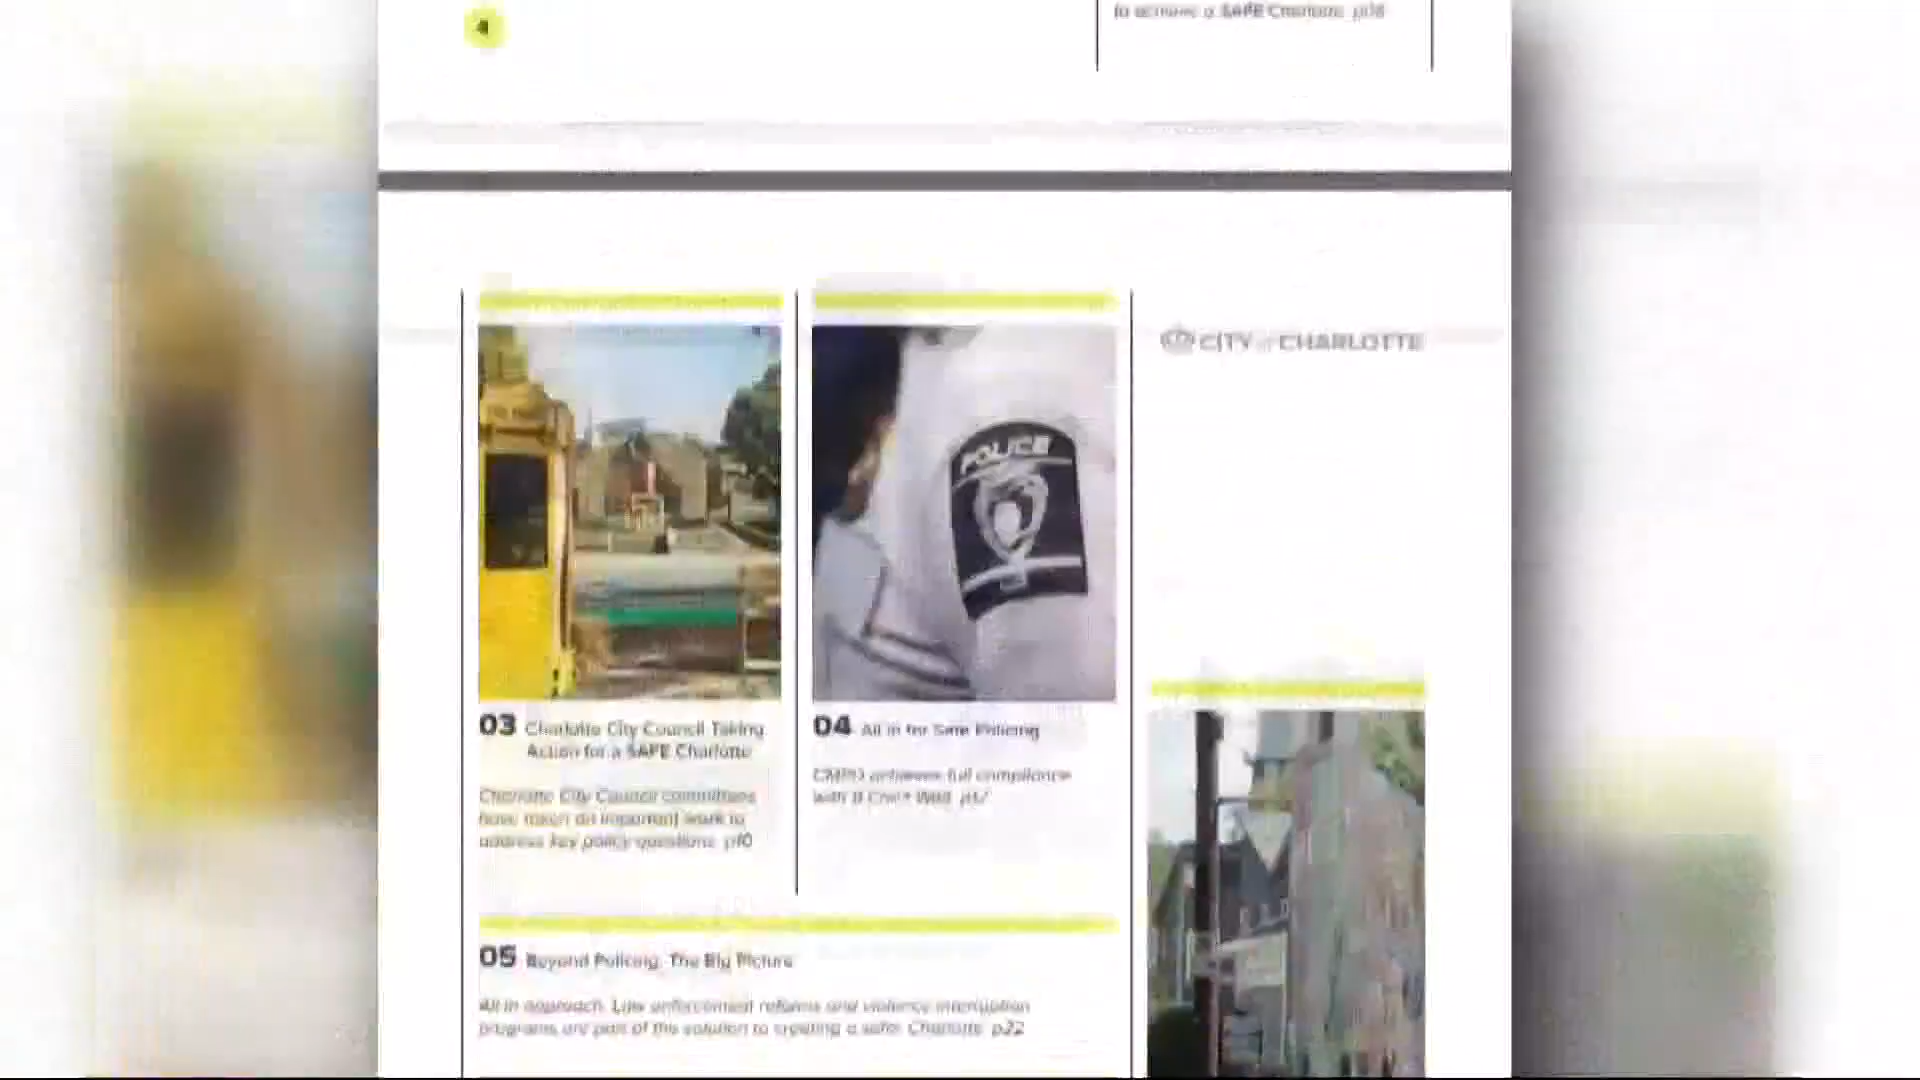 to achieve a SAFE Charlotte p08
CITY of CHARLOTTE
POLICE
03 Charlotte City Council Taking
Action for a SAFE Charlotte
Charlotte City Council committees
have taken on important work to
address key policy questions. p10
04 All in for Safe Policing
CMPD achieves full compliance
with 8 Can't Wait
05 Beyond Policing: The Big Picture
All in approach: Law enforcement reforms and violence interruption
programs are part of the solution to creating a safer Charlotte p22